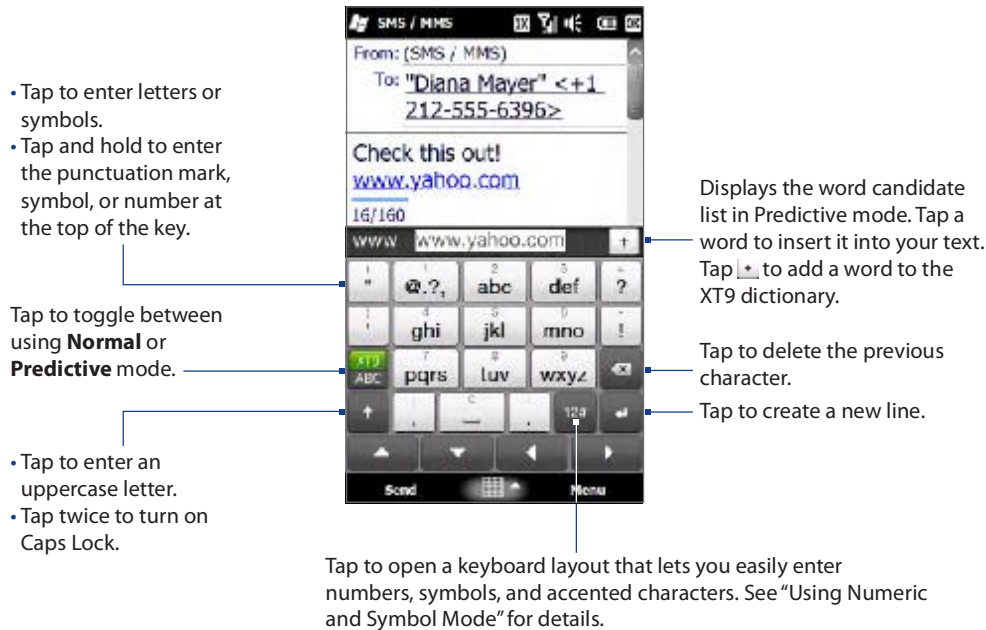 SMS / MMS
From: (SMS / MMS)
To: "Diana Mayer" <+1
212-555-6396>
Check this out!
www.yahoo.com
16/160
www www.yahoo.com +
" @.?, abc def ?
' ghi jkl mno !
XT9 ABC pqrs tuv wxyz
, . 12#
Send Menu
• Tap to enter letters or
symbols.
• Tap and hold to enter
the punctuation mark,
symbol, or number at
the top of the key.
Tap to toggle between
using Normal or
Predictive mode.
• Tap to enter an
uppercase letter.
• Tap twice to turn on
Caps Lock.
Displays the word candidate
list in Predictive mode. Tap a
word to insert it into your text.
Tap + to add a word to the
XT9 dictionary.
Tap to delete the previous
character.
Tap to create a new line.
Tap to open a keyboard layout that lets you easily enter
numbers, symbols, and accented characters. See "Using Numeric
and Symbol Mode" for details.